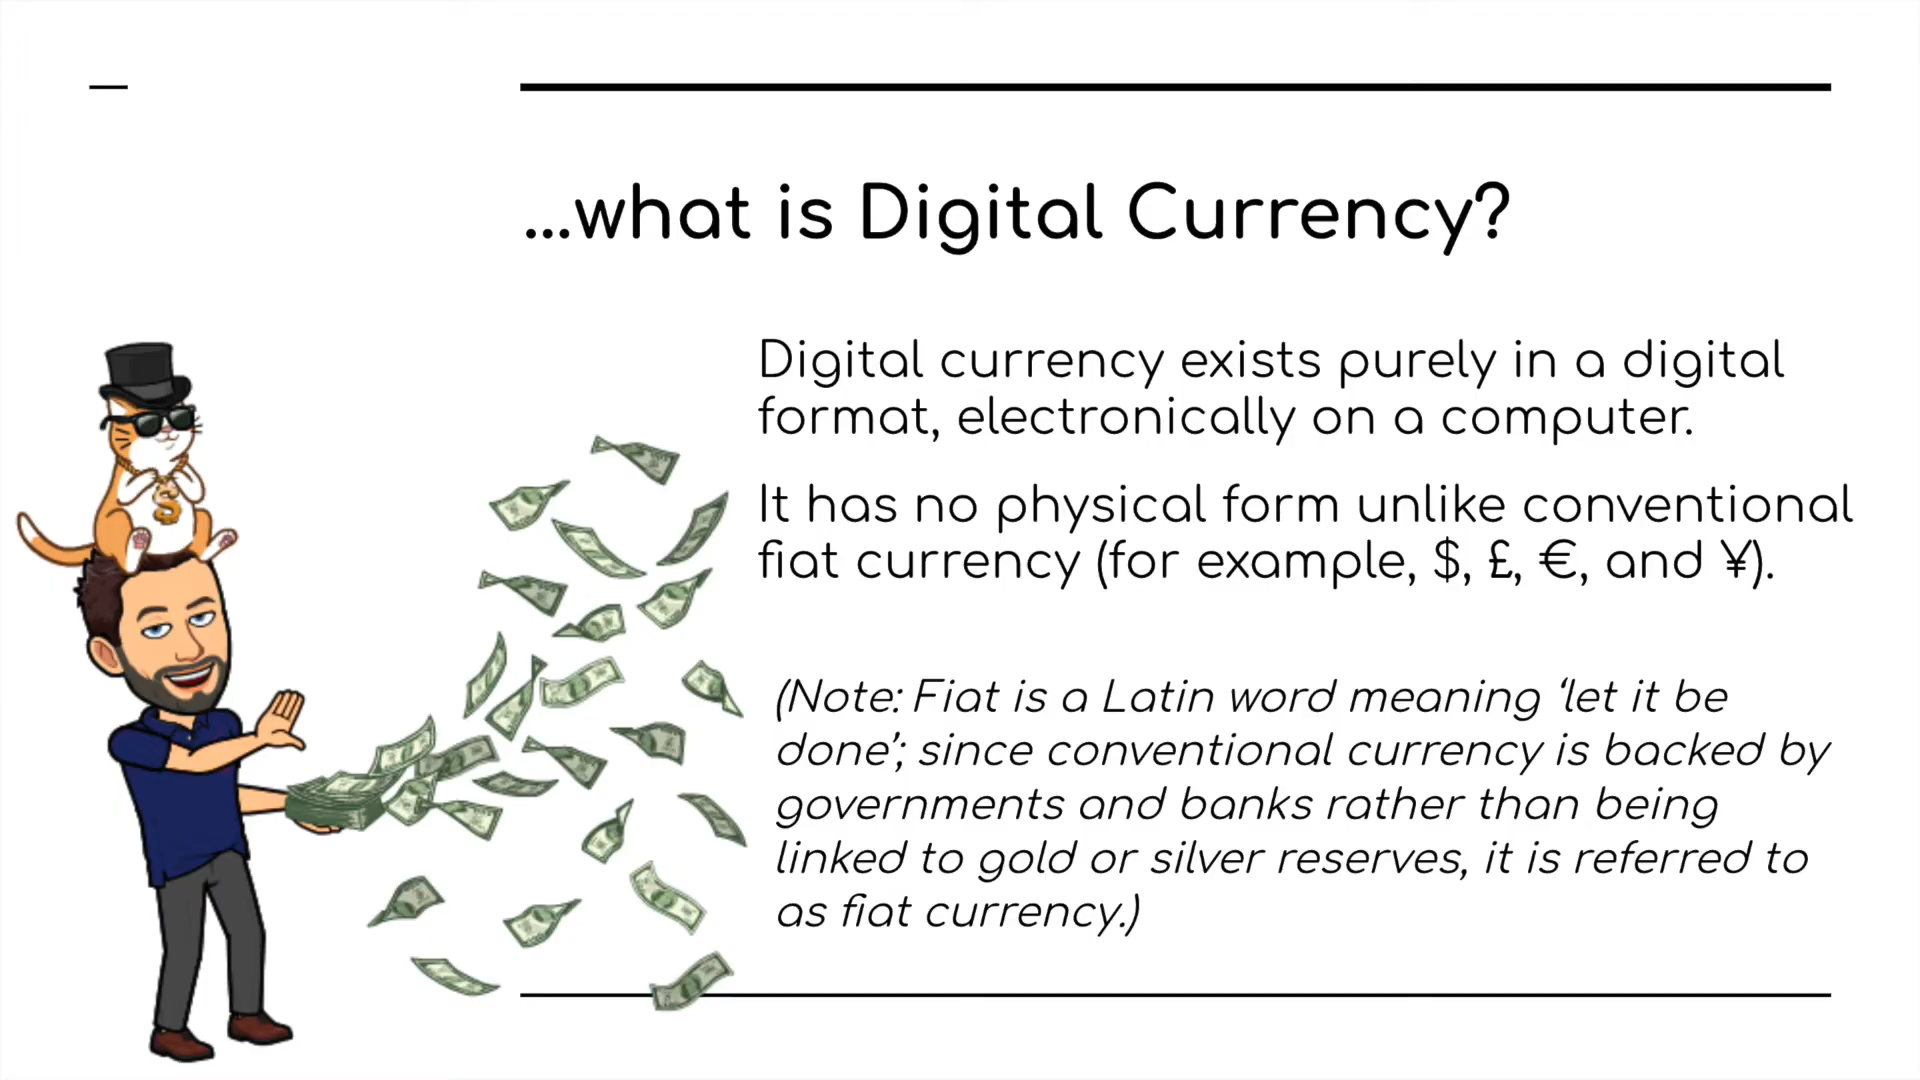 ...what is Digital Currency?
Digital currency exists purely in a digital
format, electronically on a computer.
It has no physical form unlike conventional
fiat currency (for example, $, £, €, and ¥).
(Note: Fiat is a Latin word meaning ‘let it be
done’; since conventional currency is backed by
governments and banks rather than being
linked to gold or silver reserves, it is referred to
as fiat currency.)
$